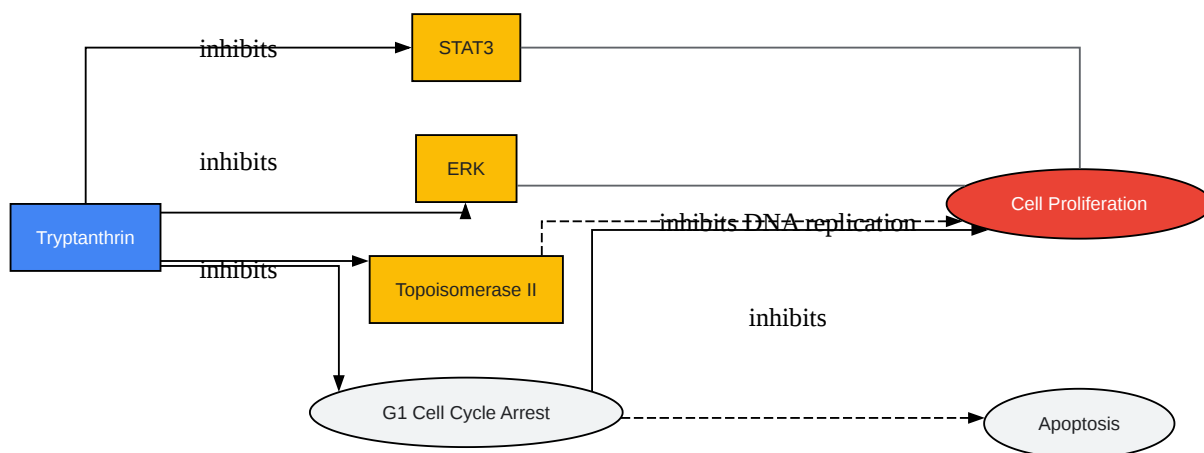 inhibits
STAT3
inhibits
ERK
Cell Proliferation
Tryptanthrin
inhibits DNA replication
inhibits
Topoisomerase II
inhibits
G1 Cell Cycle Arrest
Apoptosis